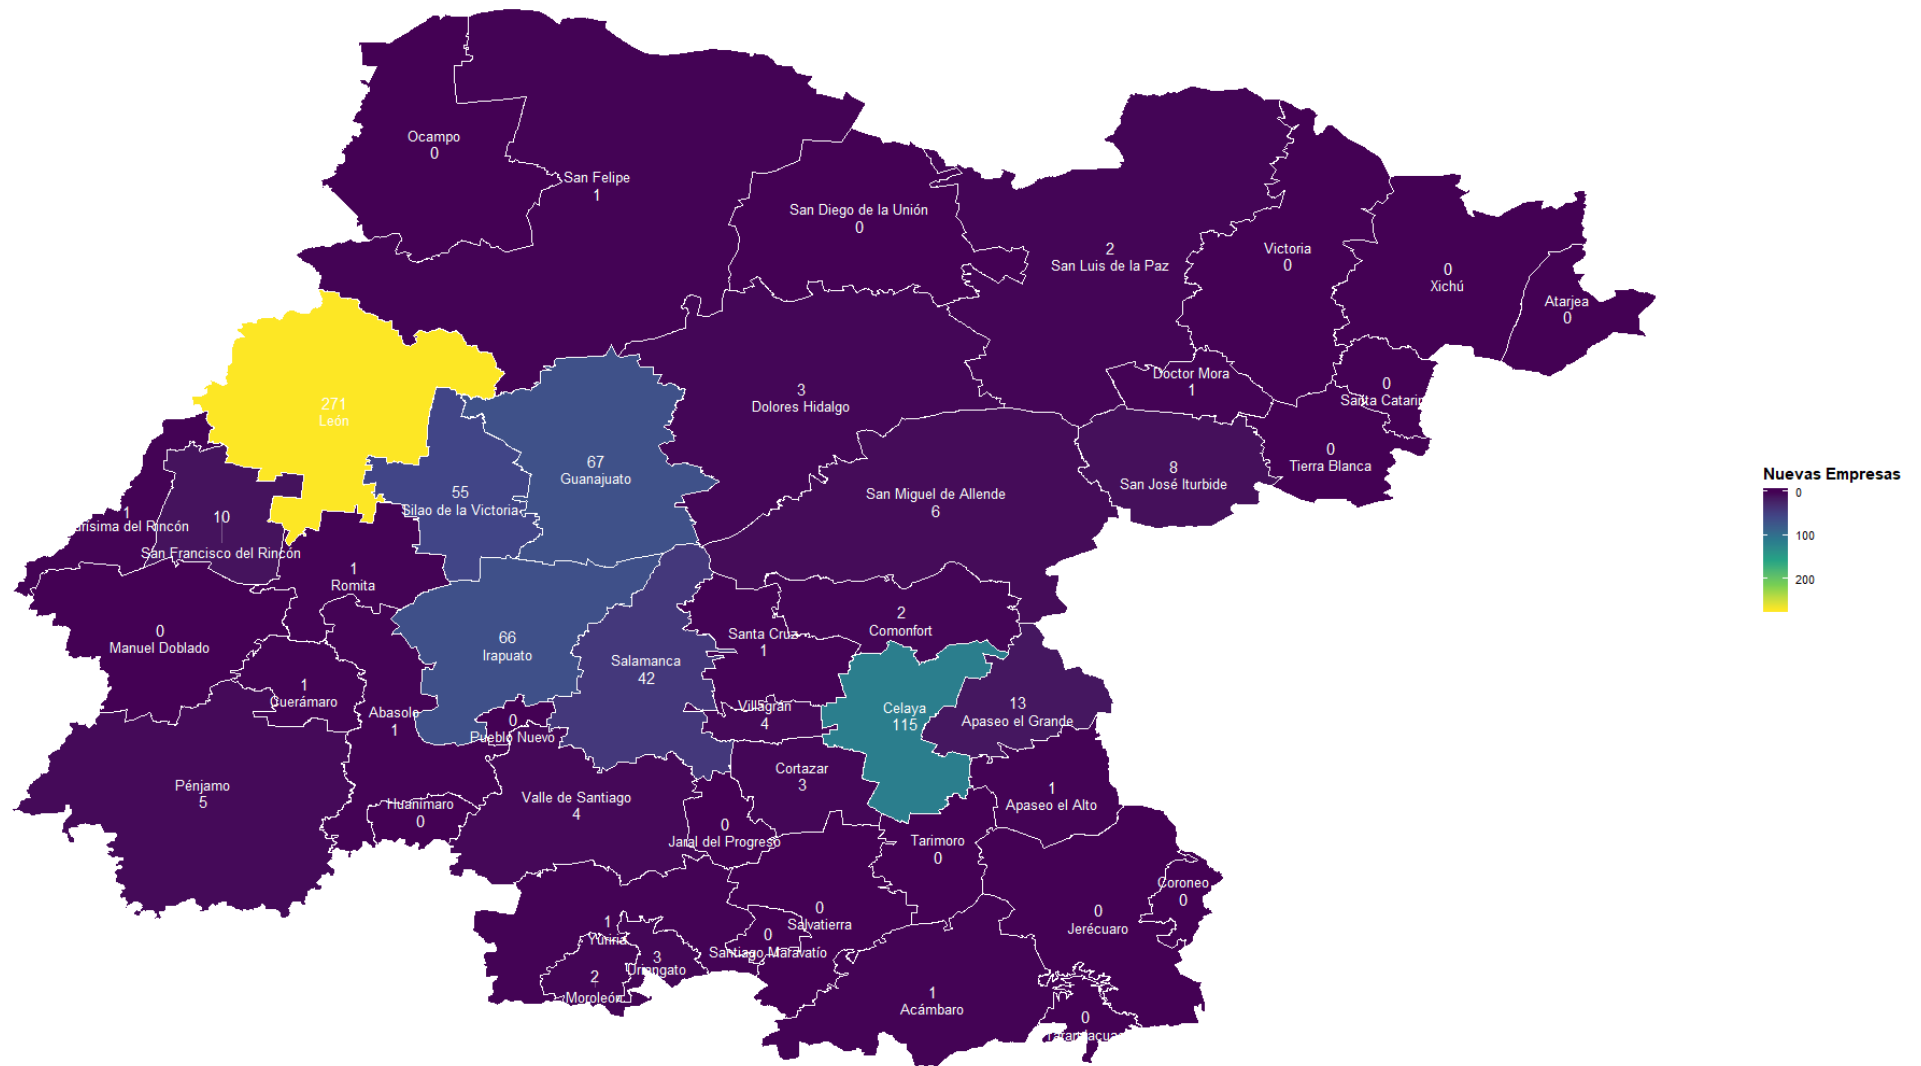 Ocampo
0
San Felipe
1
San Diego de la Unión
0
2
San Luis de la Paz
Victoria
0
0
Xichú
Atarjea
0
271
León
3
Dolores Hidalgo
Doctor Mora
1
0
Santa Catarin
67
Guanajuato
0
Tierra Blanca
8
San José Iturbide
55
Silao de la Victoria
San Miguel de Allende
6
1
del Rincón
10
San Francisco del Rincón
1
Romita
2
Comonfort
0
Manuel Doblado
66
Irapuato
Santa Cruz
1
Salamanca
42
1
Cuerámaro
Abasolo
1
0
Pueblo Nuevo
Villagrán
4
Celaya
115
13
Apaseo el Grande
Pénjamo
5
Huanímaro
0
Valle de Santiago
4
Cortazar
3
1
Apaseo el Alto
0
Jaral del Progreso
Tarimoro
0
Coroneo
0
1
Yuriria
0
Salvatierra
0
Jerécuaro
0
Santiago Maravatío
3
Uriangato
2
Moroleón
1
Acámbaro
0
Nuevas Empresas
0
100
200